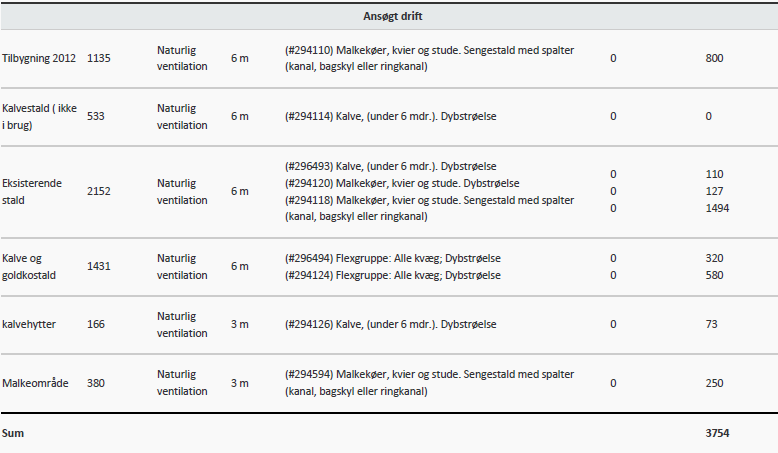 Ansøgt drift
Tilbygning 2012 1135 Naturlig ventilation 6 m (#294110) Malkekøer, kvier og stude. Sengestald med spalter (kanal, bagskyl eller ringkanal) 0 800
Kalvestald ( ikke i brug) 533 Naturlig ventilation 6 m (#294114) Kalve, (under 6 mdr.). Dybstrøelse 0 0
Eksisterende stald 2152 Naturlig ventilation 6 m
(#296493) Kalve, (under 6 mdr.). Dybstrøelse 0 110
(#294120) Malkekøer, kvier og stude. Dybstrøelse 0 127
(#294118) Malkekøer, kvier og stude. Sengestald med spalter (kanal, bagskyl eller ringkanal) 0 1494
Kalve og goldkostald 1431 Naturlig ventilation 6 m
(#296494) Flexgruppe: Alle kvæg; Dybstrøelse 0 320
(#294124) Flexgruppe: Alle kvæg; Dybstrøelse 0 580
kalvehytter 166 Naturlig ventilation 3 m (#294126) Kalve, (under 6 mdr.). Dybstrøelse 0 73
Malkeområde 380 Naturlig ventilation 3 m (#294594) Malkekøer, kvier og stude. Sengestald med spalter (kanal, bagskyl eller ringkanal) 0 250
Sum 3754